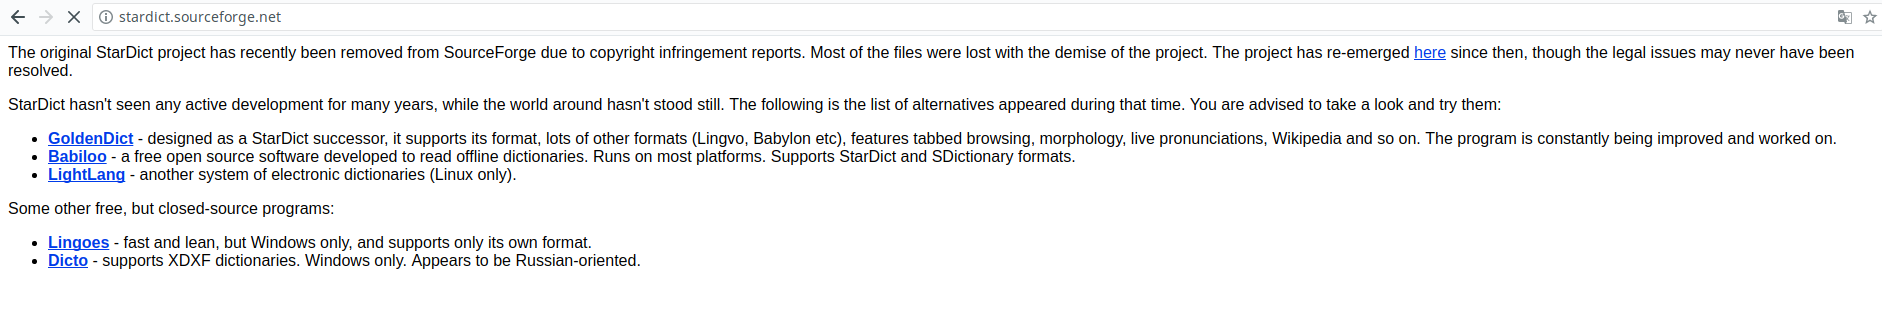 stardict.sourceforge.net
The original StarDict project has recently been removed from SourceForge due to copyright infringement reports. Most of the files were lost with the demise of the project. The project has re-emerged here since then, though the legal issues may never have been
resolved.
StarDict hasn't seen any active development for many years, while the world around hasn't stood still. The following is the list of alternatives appeared during that time. You are advised to take a look and try them:
• GoldenDict - designed as a StarDict successor, it supports its format, lots of other formats (Lingvo, Babylon etc), features tabbed browsing, morphology, live pronunciations, Wikipedia and so on. The program is constantly being improved and worked on.
• Babiloo - a free open source software developed to read offline dictionaries. Runs on most platforms. Supports StarDict and SDictionary formats.
• LightLang - another system of electronic dictionaries (Linux only).
Some other free, but closed-source programs:
• Lingoes - fast and lean, but Windows only, and supports only its own format.
• Dicto - supports XDXF dictionaries. Windows only. Appears to be Russian-oriented.